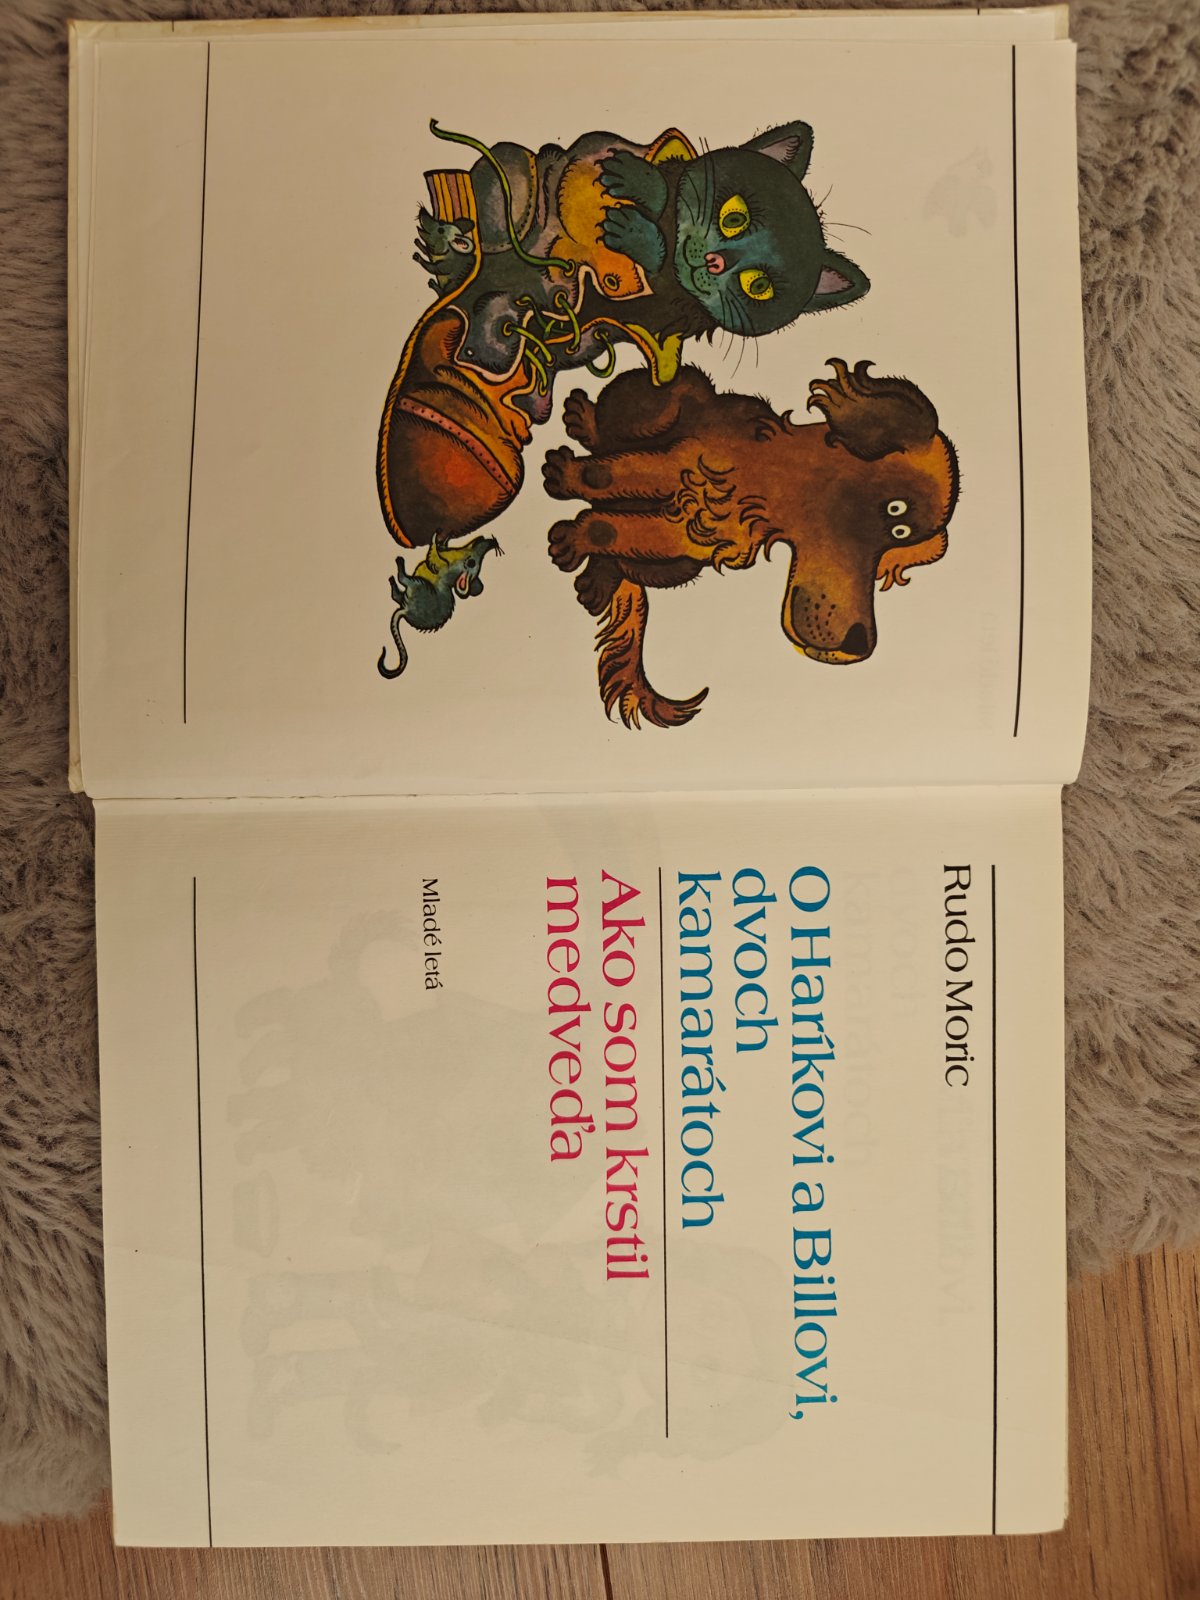 Rudo Moric
O Haríkovi a Billovi,
dvoch
kamarátoch
Ako som krstil
medveďa
Mladé letá